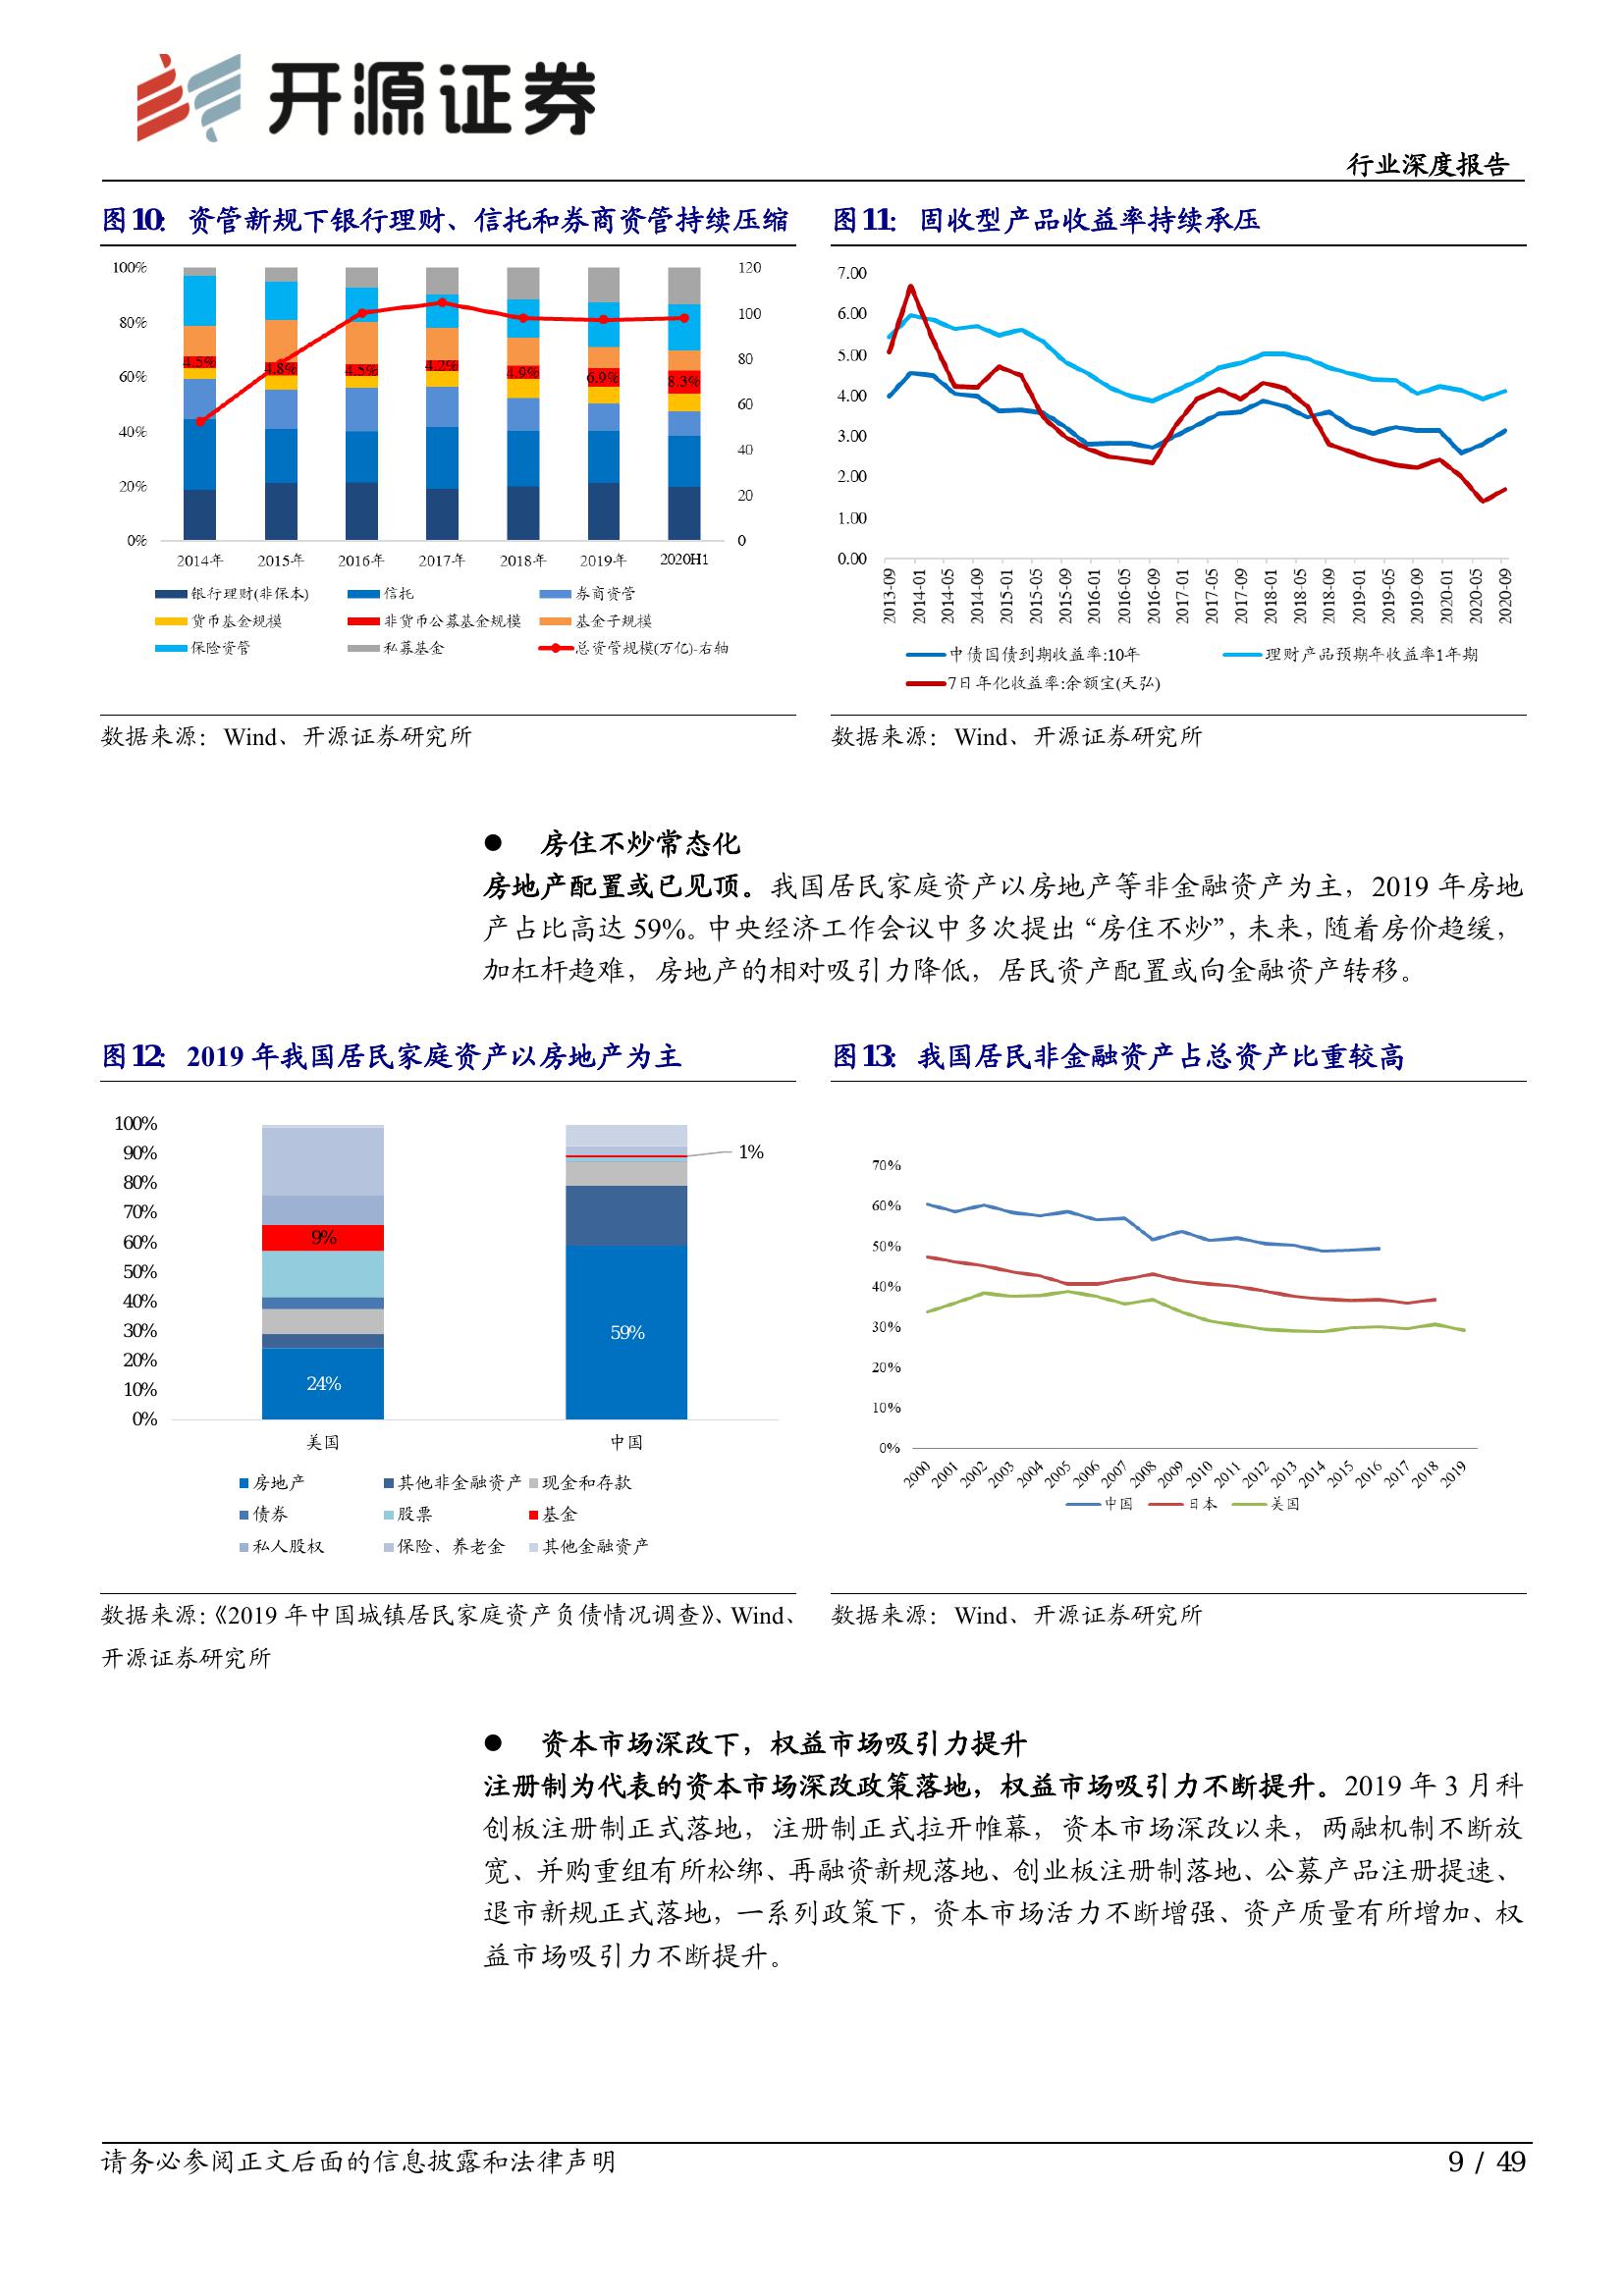 开源证券
行业深度报告
图10： 资管新规下银行理财、信托和券商资管持续压缩
100%
80%
60%
40%
20%
0%
120
100
80
60
40
20
0
4.5%
4.8%
4.5%
4.2%
4.9%
6.9%
8.3%
2014年 2015年 2016年 2017年 2018年 2019年 2020H1
银行理财(非保本) 信托 券商资管
货币基金规模 非货币公募基金规模 基金子规模
保险资管 私募基金 总资管规模(万亿)-右轴
数据来源：Wind、开源证券研究所
图11： 固收型产品收益率持续承压
7.00
6.00
5.00
4.00
3.00
2.00
1.00
0.00
2013-09 2014-01 2014-05 2014-09 2015-01 2015-05 2015-09 2016-01 2016-05 2016-09 2017-01 2017-05 2017-09 2018-01 2018-05 2018-09 2019-01 2019-05 2019-09 2020-01 2020-05 2020-09
中债国债到期收益率:10年 理财产品预期年收益率1年期
7日年化收益率:余额宝(天弘)
数据来源：Wind、开源证券研究所
● 房住不炒常态化
房地产配置或已见顶。我国居民家庭资产以房地产等非金融资产为主，2019 年房地
产占比高达 59%。中央经济工作会议中多次提出“房住不炒”，未来，随着房价趋缓，
加杠杆趋难，房地产的相对吸引力降低，居民资产配置或向金融资产转移。
图12： 2019 年我国居民家庭资产以房地产为主
100%
90%
80%
70%
60%
50%
40%
30%
20%
10%
0%
9%
24%
1%
59%
美国 中国
房地产 其他非金融资产 现金和存款
债券 股票 基金
私人股权 保险、养老金 其他金融资产
数据来源：《2019 年中国城镇居民家庭资产负债情况调查》、Wind、
开源证券研究所
图13： 我国居民非金融资产占总资产比重较高
70%
60%
50%
40%
30%
20%
10%
0%
2000 2001 2002 2003 2004 2005 2006 2007 2008 2009 2010 2011 2012 2013 2014 2015 2016 2017 2018 2019
中国 日本 美国
数据来源：Wind、开源证券研究所
● 资本市场深改下，权益市场吸引力提升
注册制为代表的资本市场深改政策落地，权益市场吸引力不断提升。2019 年 3 月科
创板注册制正式落地，注册制正式拉开帷幕，资本市场深改以来，两融机制不断放
宽、并购重组有所松绑、再融资新规落地、创业板注册制落地、公募产品注册提速、
退市新规正式落地，一系列政策下，资本市场活力不断增强、资产质量有所增加、权
益市场吸引力不断提升。
请务必参阅正文后面的信息披露和法律声明
9 / 49